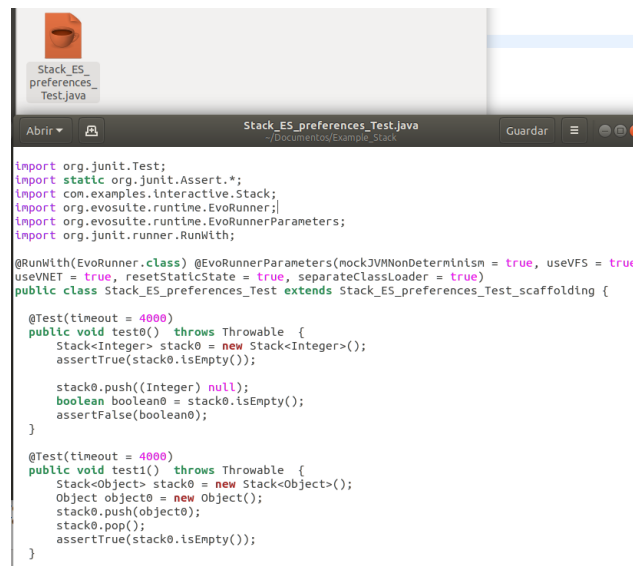 Stack_ES_
preferences_
Test.java
Abrir
Stack_ES_preferences_Test.java
~/Documentos/Example_Stack
Guardar
import org.junit.Test;
import static org.junit.Assert.*;
import com.examples.interactive.Stack;
import org.evosuite.runtime.EvoRunner;
import org.evosuite.runtime.EvoRunnerParameters;
import org.junit.runner.RunWith;
@RunWith(EvoRunner.class) @EvoRunnerParameters(mockJVMNonDeterminism = true, useVFS = true
useVNET = true, resetStaticState = true, separateClassLoader = true)
public class Stack_ES_preferences_Test extends Stack_ES_preferences_Test_scaffolding {
@Test(timeout = 4000)
public void test0()  throws Throwable  {
Stack<Integer> stack0 = new Stack<Integer>();
assertTrue(stack0.isEmpty());
stack0.push((Integer) null);
boolean boolean0 = stack0.isEmpty();
assertFalse(boolean0);
}
@Test(timeout = 4000)
public void test1()  throws Throwable  {
Stack<Object> stack0 = new Stack<Object>();
Object object0 = new Object();
stack0.push(object0);
stack0.pop();
assertTrue(stack0.isEmpty());
}